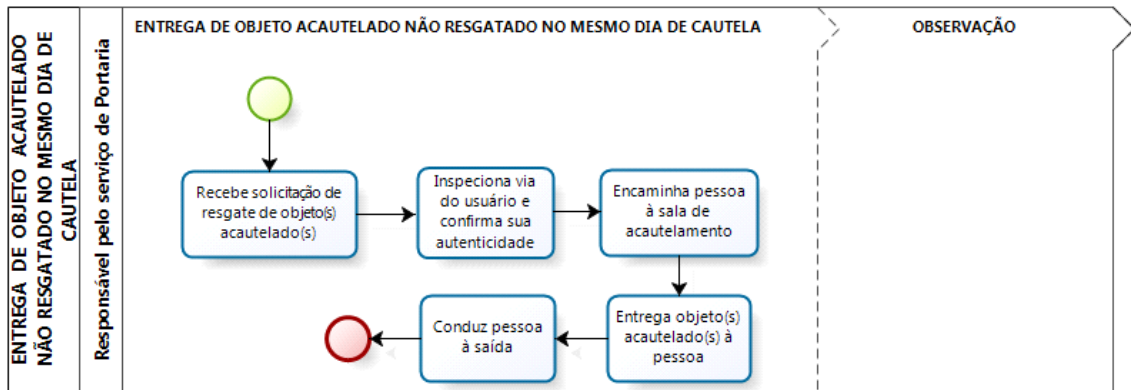 ENTREGA DE OBJETO ACAUTELADO
NÃO RESGATADO NO MESMO DIA DE
CAUTELA
Responsável pelo serviço de Portaria
ENTREGA DE OBJETO ACAUTELADO NÃO RESGATADO NO MESMO DIA DE CAUTELA
OBSERVAÇÃO
Recebe solicitação de
resgate de objeto(s)
acautelado(s)
Inspeciona via
do usuário e
confirma sua
autenticidade
Encaminha pessoa
à sala de
acautelamento
Entrega objeto(s)
acautelado(s) à
pessoa
Conduz pessoa
à saída